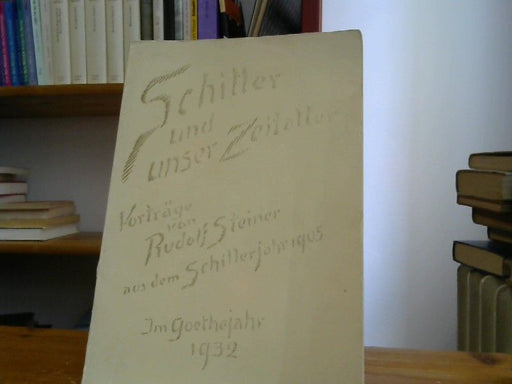 Schiller
und
unser Zeitalter
Vorträge
von
Rudolf Steiner
aus dem Schillerjahr 1905
Im Goethejahr
1932